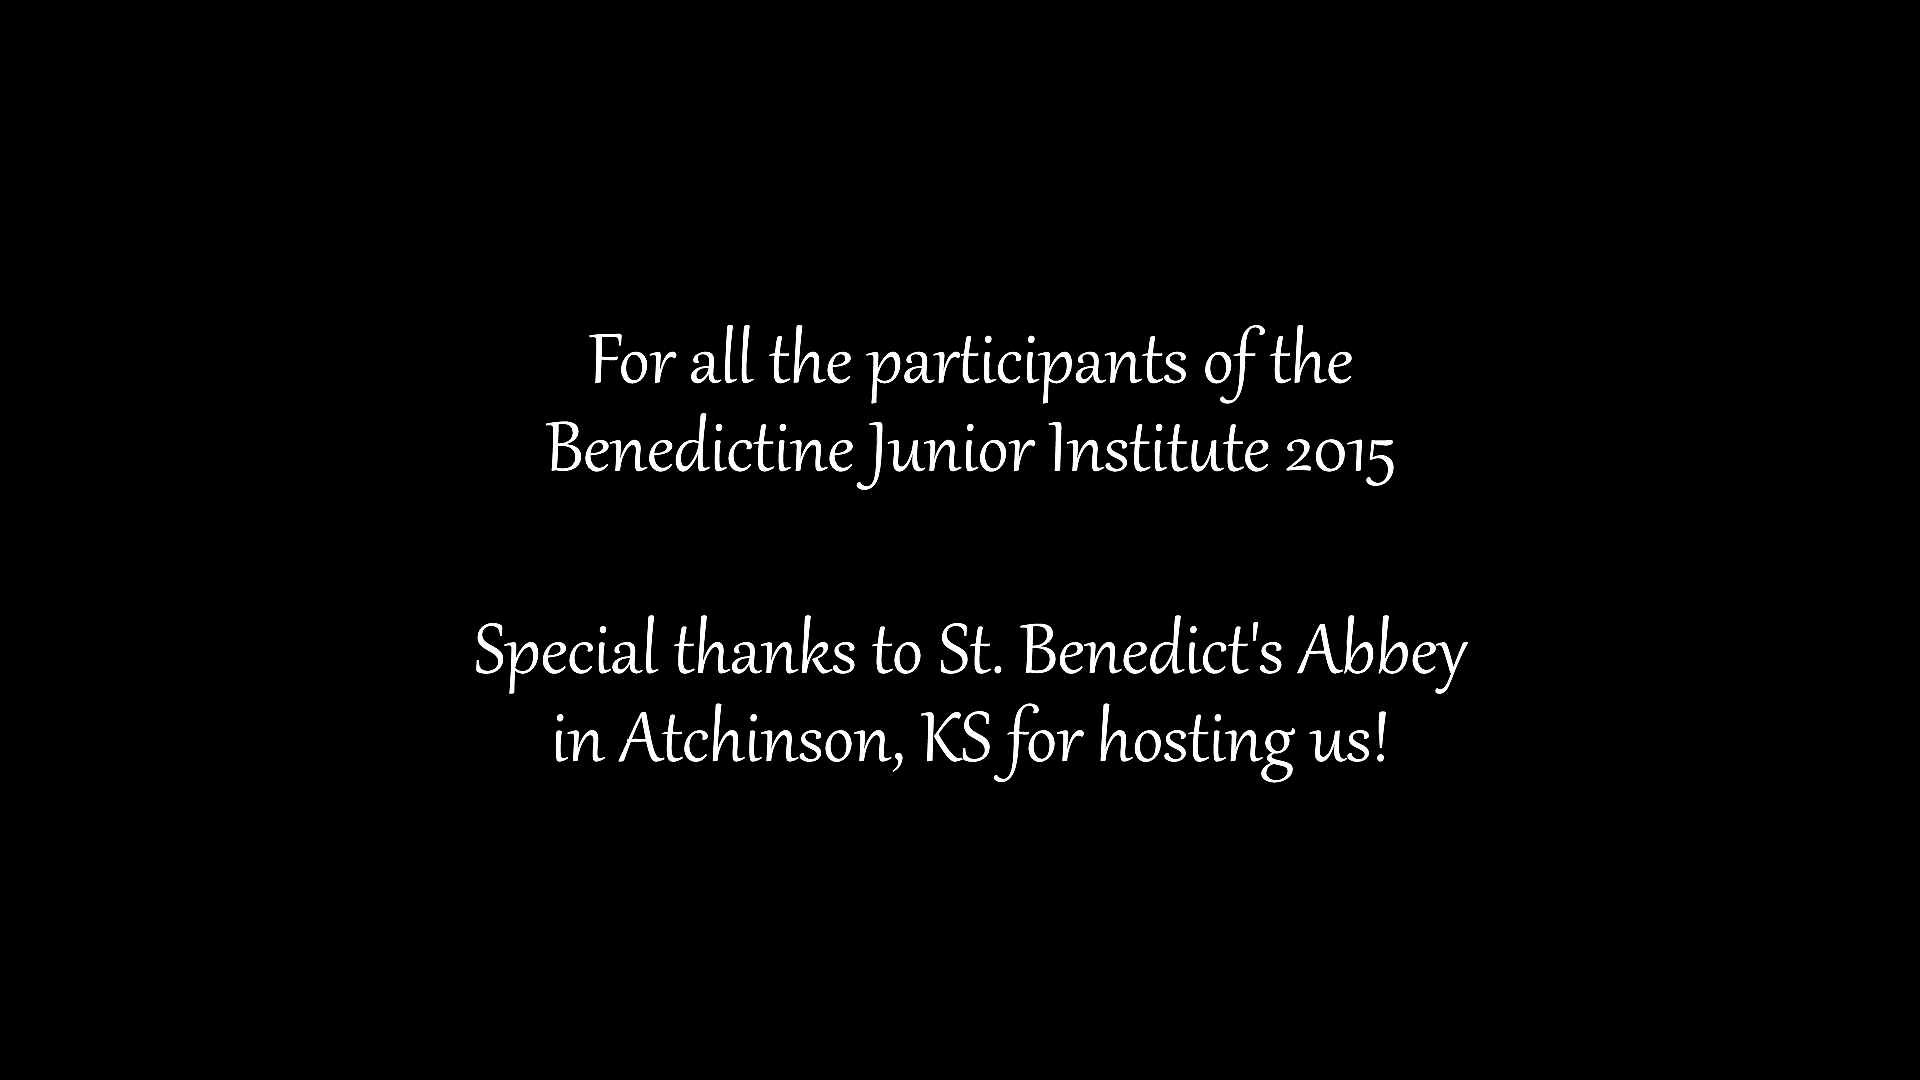 For all the participants of the
Benedictine Junior Institute 2015
Special thanks to St. Benedict's Abbey
in Atchinson, KS for hosting us!